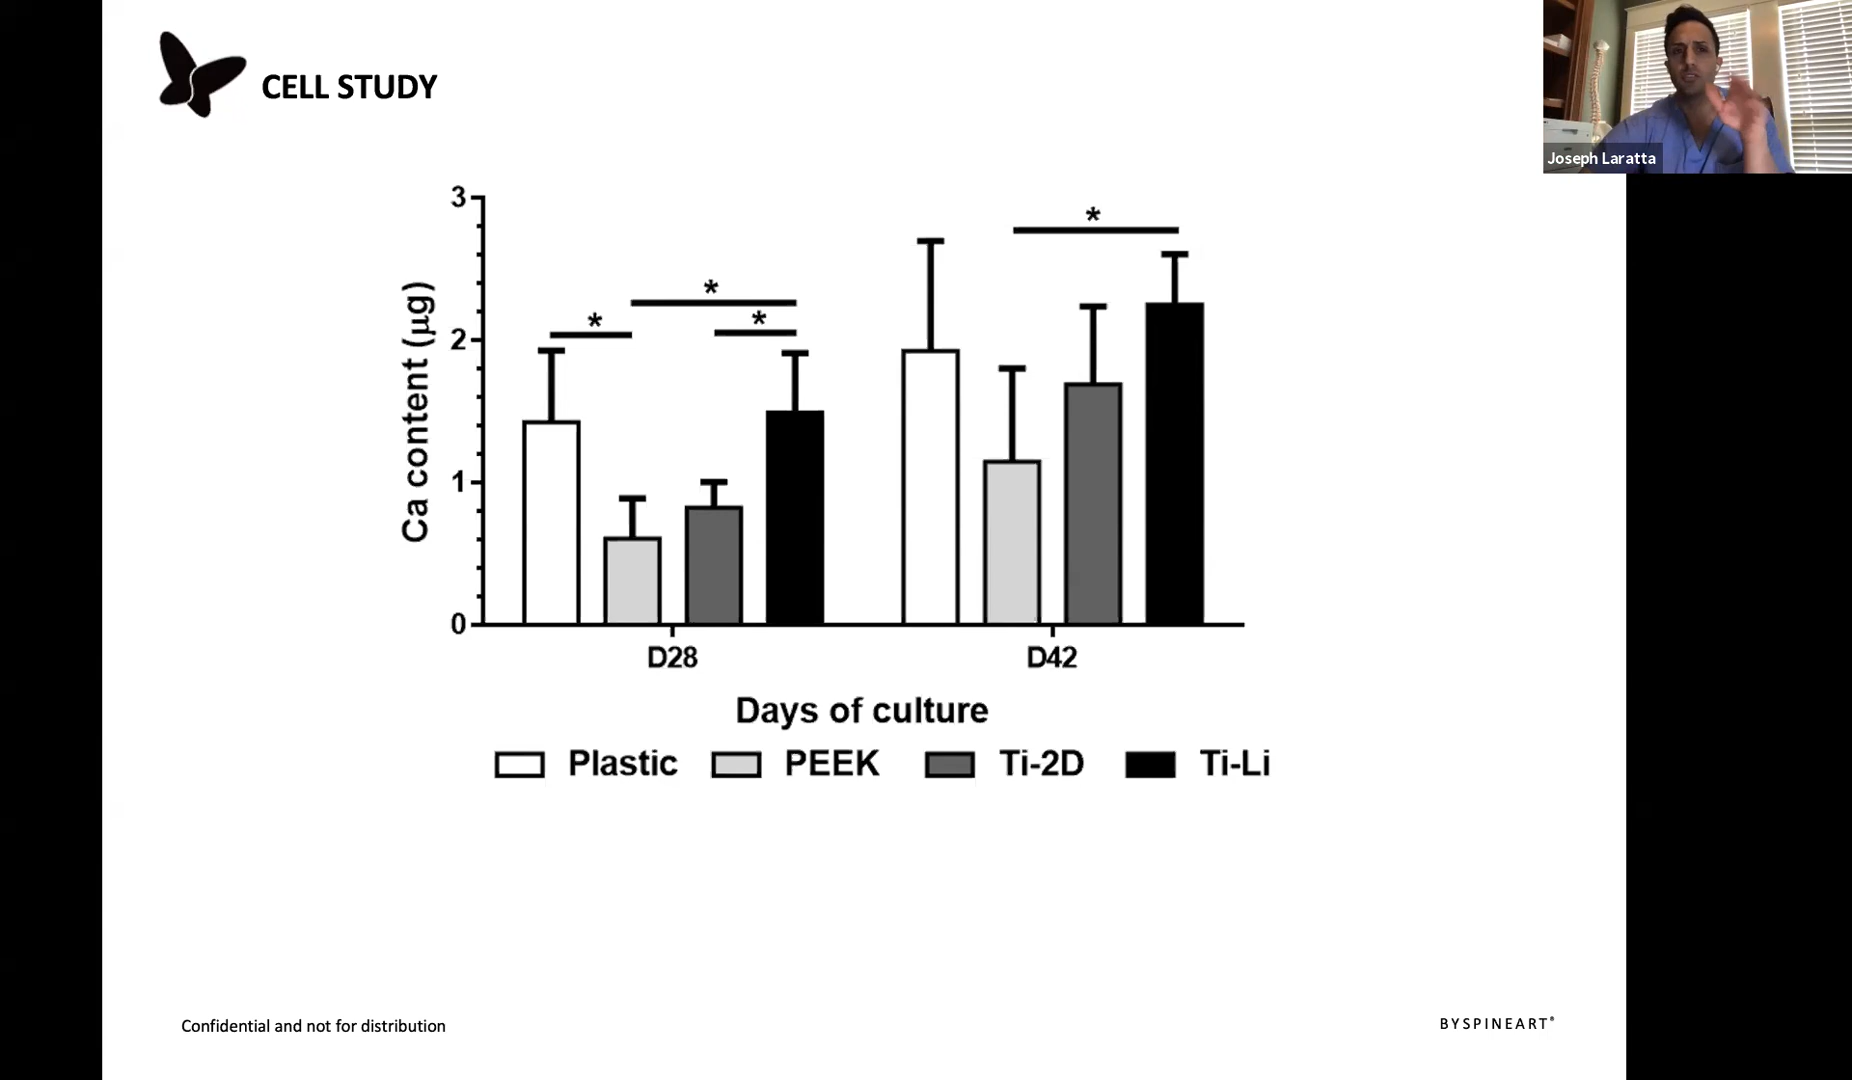 CELL STUDY
Joseph Laratta
3
2
1
0
Ca content (μg)
*
*
*
*
D28
D42
Days of culture
Plastic
PEEK
Ti-2D
Ti-Li
Confidential and not for distribution
BYSPINEART®